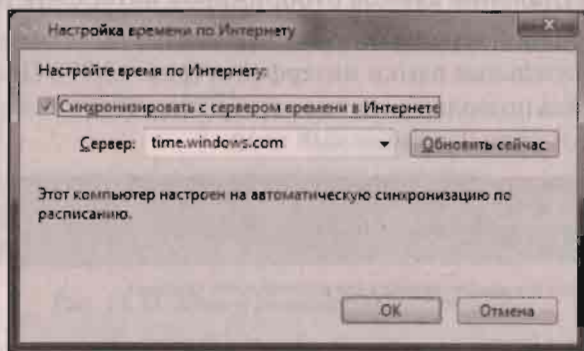 Настройка времени по Интернету
Настройте время по Интернету:
Синхронизировать с сервером времени в Интернете
Сервер: time.windows.com Обновить сейчас
Этот компьютер настроен на автоматическую синхронизацию по
расписанию.
OK Отмена